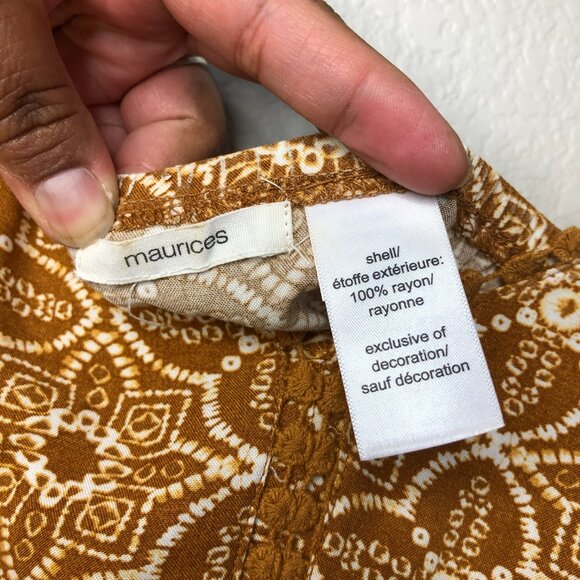 maurices
shell/
étoffe extérieure:
100% rayon/
rayonne
exclusive of
decoration/
sauf décoration